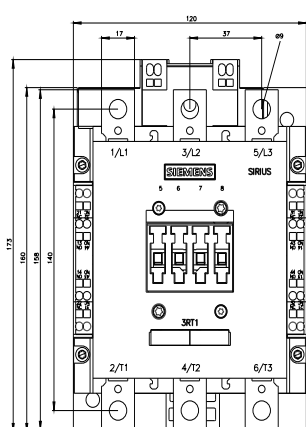 120
17
37
ø9
1/L1
3/L2
5/L3
SIEMENS
SIRIUS
5
6
7
8
173
160
158
140
3RT1
2/T1
4/T2
6/T3